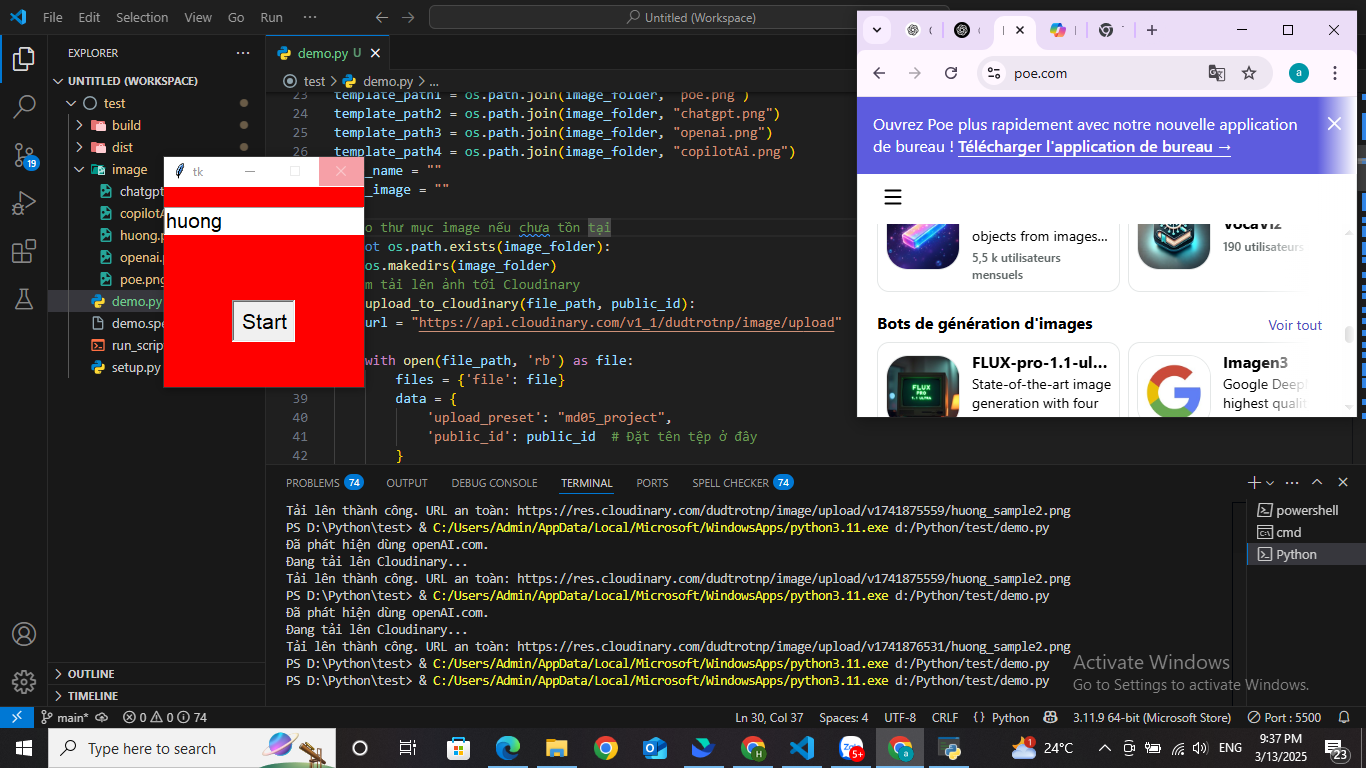 File Edit Selection View Go Run ···
Untitled (Workspace)
EXPLORER
UNTITLED (WORKSPACE)
test
build
dist
image
chatgpt
copilotA
huong.p
openai.p
poe.png
demo.py
demo.spe
run_scrip
setup.py
OUTLINE
TIMELINE
19
demo.py U
test > demo.py > ...
23 template_path1 = os.path.join(image_folder, "poe.png")
24 template_path2 = os.path.join(image_folder, "chatgpt.png")
25 template_path3 = os.path.join(image_folder, "openai.png")
26 template_path4 = os.path.join(image_folder, "copilotAi.png")
_name = ""
_image = ""
o thư mục image nếu chưa tồn tại
ot os.path.exists(image_folder):
os.makedirs(image_folder)
m tải lên ảnh tới Cloudinary
upload_to_cloudinary(file_path, public_id):
url = "https://api.cloudinary.com/v1_1/dudtrotnp/image/upload"
with open(file_path, 'rb') as file:
files = {'file': file}
39 data = {
40 'upload_preset': "md05_project",
41 'public_id': public_id # Đặt tên tệp ở đây
42 }
tk
huong
Start
poe.com
a
Ouvrez Poe plus rapidement avec notre nouvelle application
de bureau ! Télécharger l'application de bureau →
objects from images...
5,5 k utilisateurs
mensuels
VocaV12
190 utilisateurs
Bots de génération d'images
Voir tout
FLUX-pro-1.1-ul...
State-of-the-art image
generation with four
FLUX
PRO
1.1 ULTRA
Imagen3
Google Deep
highest qualit
PROBLEMS 74 OUTPUT DEBUG CONSOLE TERMINAL PORTS SPELL CHECKER 74
Tải lên thành công. URL an toàn: https://res.cloudinary.com/dudtrotnp/image/upload/v1741875559/huong_sample2.png
PS D:\Python\test> & C:/Users/Admin/AppData/Local/Microsoft/WindowsApps/python3.11.exe d:/Python/test/demo.py
Đã phát hiện dùng openAI.com.
Đang tải lên Cloudinary...
Tải lên thành công. URL an toàn: https://res.cloudinary.com/dudtrotnp/image/upload/v1741875559/huong_sample2.png
PS D:\Python\test> & C:/Users/Admin/AppData/Local/Microsoft/WindowsApps/python3.11.exe d:/Python/test/demo.py
Đã phát hiện dùng openAI.com.
Đang tải lên Cloudinary...
Tải lên thành công. URL an toàn: https://res.cloudinary.com/dudtrotnp/image/upload/v1741876531/huong_sample2.png
PS D:\Python\test> & C:/Users/Admin/AppData/Local/Microsoft/WindowsApps/python3.11.exe d:/Python/test/demo.py
PS D:\Python\test> & C:/Users/Admin/AppData/Local/Microsoft/WindowsApps/python3.11.exe d:/Python/test/demo.py
powershell
cmd
Python
Activate Windows
Go to Settings to activate Windows.
main* 0 0 74
Ln 30, Col 37 Spaces: 4 UTF-8 CRLF {} Python 3.11.9 64-bit (Microsoft Store) Port : 5500
Type here to search
H
5+
a
24°C
ENG
9:37 PM
3/13/2025
23